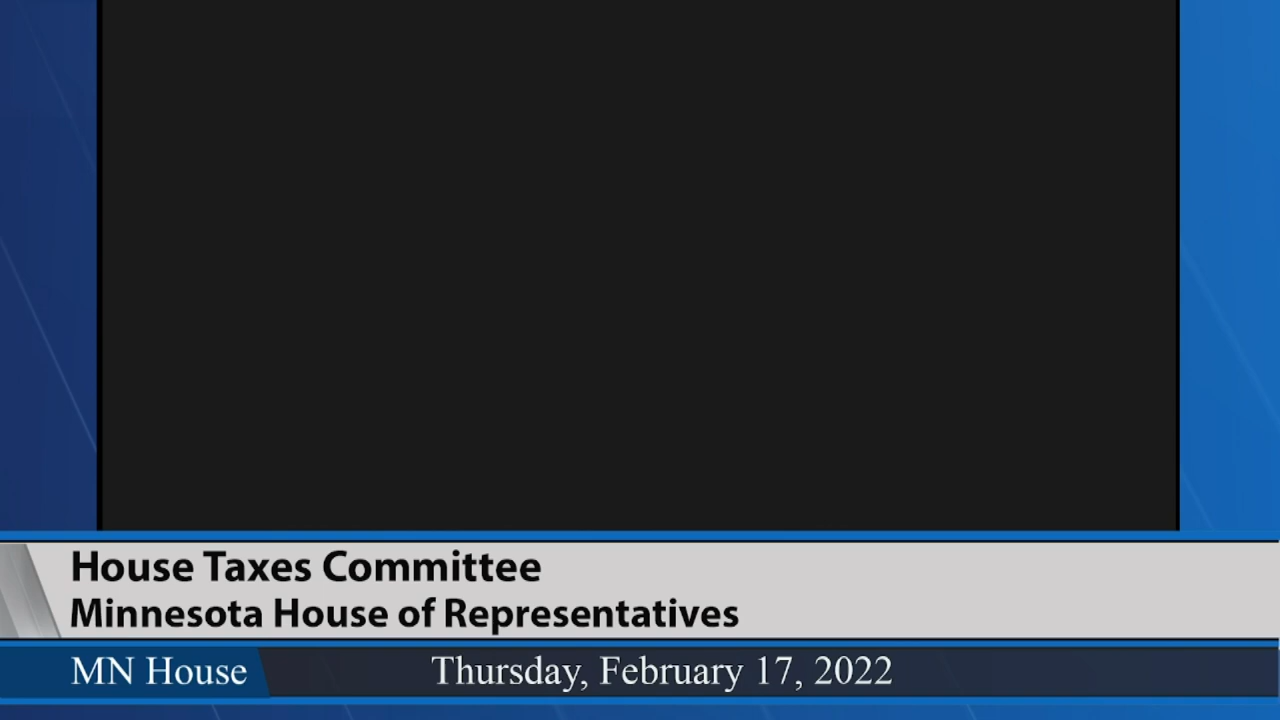 House Taxes Committee
Minnesota House of Representatives
MN House
Thursday, February 17, 2022